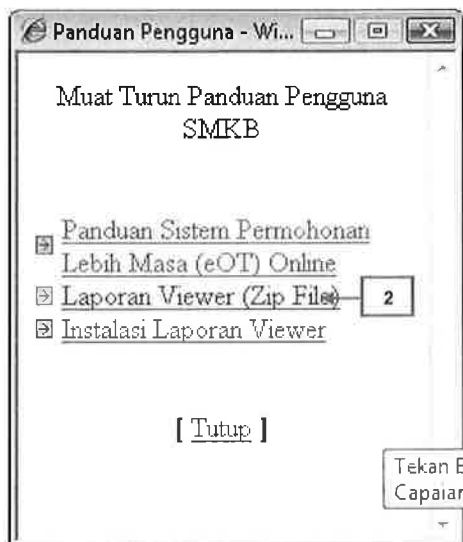 Panduan Pengguna - Wi...
Muat Turun Panduan Pengguna
SMKB
Panduan Sistem Permohonan
Lebih Masa (eOT) Online
Laporan Viewer (Zip File)
2
Instalasi Laporan Viewer
[ Tutup ]
Tekan